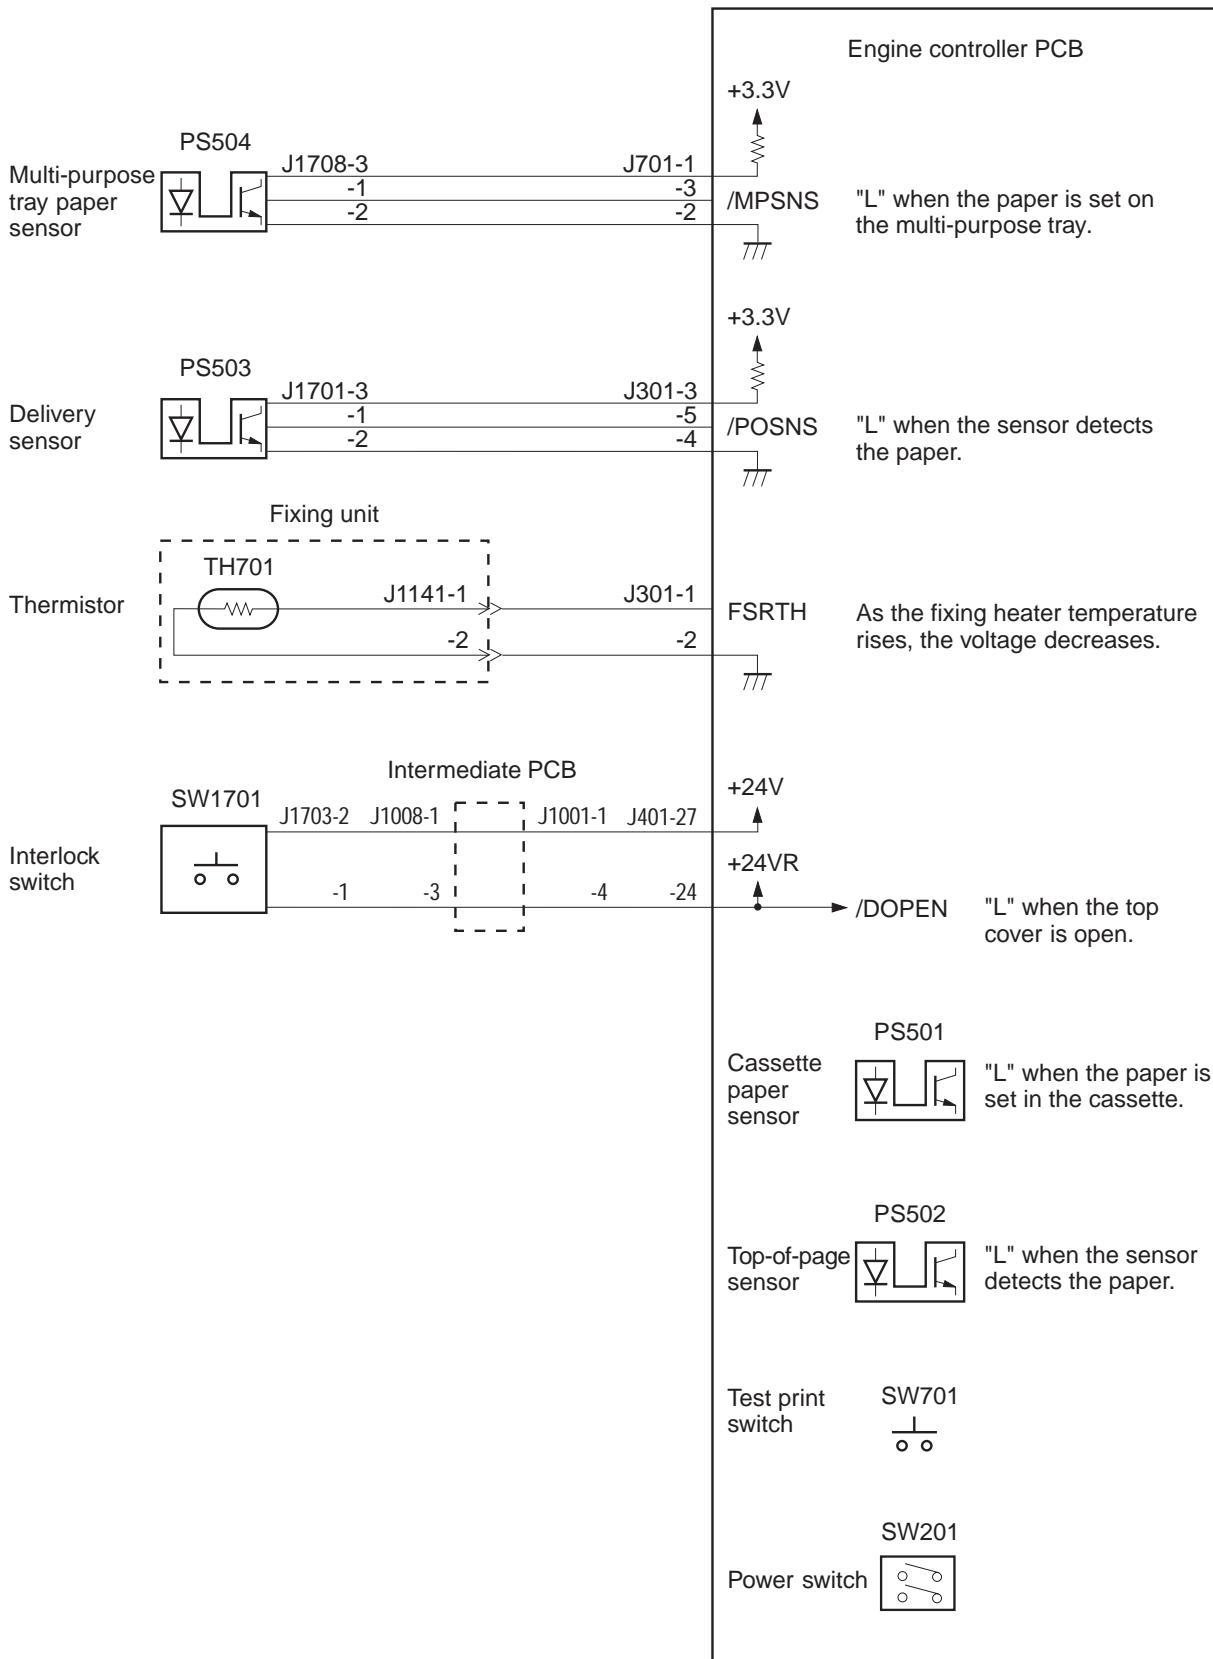 Engine controller PCB
+3.3V
PS504
Multi-purpose
tray paper
sensor
J1708-3
-1
-2
J701-1
-3
-2
/MPSNS
"L" when the paper is set on
the multi-purpose tray.
+3.3V
PS503
Delivery
sensor
J1701-3
-1
-2
J301-3
-5
-4
/POSNS
"L" when the sensor detects
the paper.
Fixing unit
TH701
Thermistor
J1141-1
-2
J301-1
-2
FSRTH
As the fixing heater temperature
rises, the voltage decreases.
Intermediate PCB
SW1701
Interlock
switch
J1703-2
J1008-1
J1001-1
J401-27
+24V
-1
-3
-4
-24
+24VR
/DOPEN
"L" when the top
cover is open.
PS501
Cassette
paper
sensor
"L" when the paper is
set in the cassette.
PS502
Top-of-page
sensor
"L" when the sensor
detects the paper.
Test print
switch
SW701
SW201
Power switch